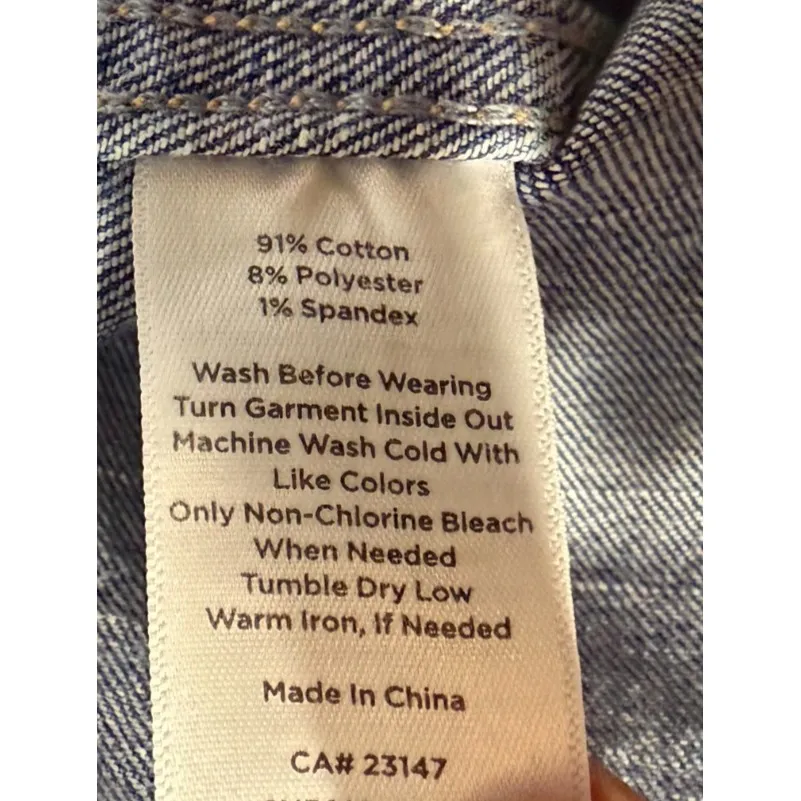 91% Cotton
8% Polyester
1% Spandex
Wash Before Wearing
Turn Garment Inside Out
Machine Wash Cold With
Like Colors
Only Non-Chlorine Bleach
When Needed
Tumble Dry Low
Warm Iron, If Needed
Made In China
CA# 23147